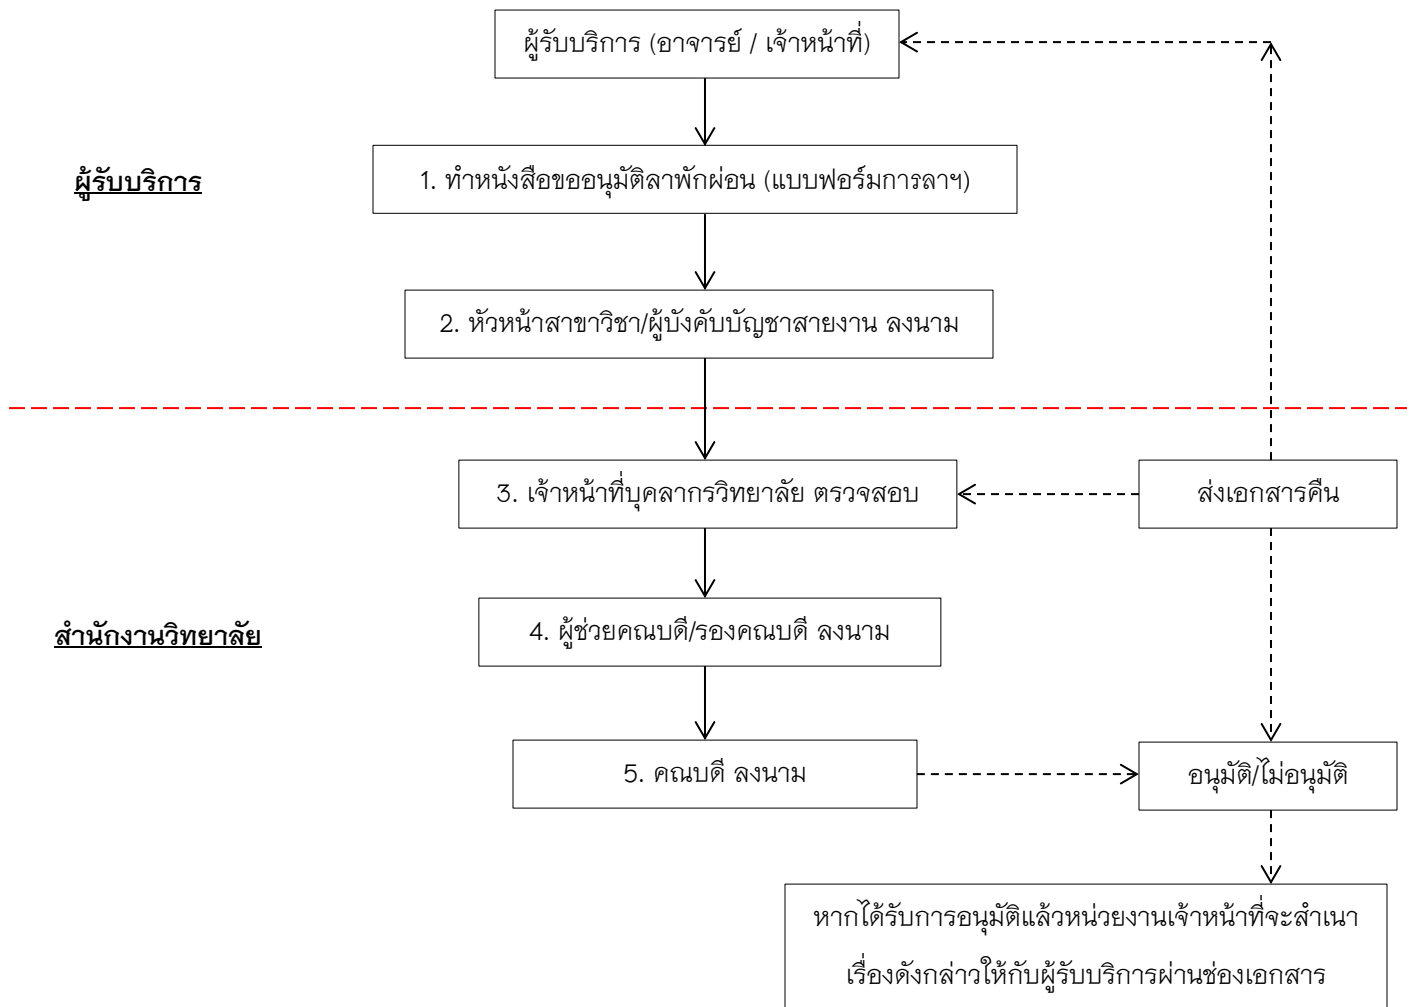 ผู้รับบริการ (อาจารย์ / เจ้าหน้าที่)
ผู้รับบริการ
1. ทำหนังสือขออนุมัติลาพักผ่อน (แบบฟอร์มการลาฯ)
2. หัวหน้าสาขาวิชา/ผู้บังคับบัญชาสายงาน ลงนาม
3. เจ้าหน้าที่บุคลากรวิทยาลัย ตรวจสอบ
ส่งเอกสารคืน
สำนักงานวิทยาลัย
4. ผู้ช่วยคณบดี/รองคณบดี ลงนาม
5. คณบดี ลงนาม
อนุมัติ/ไม่อนุมัติ
หากได้รับการอนุมัติแล้วหน่วยงานเจ้าหน้าที่จะสำเนา
เรื่องดังกล่าวให้กับผู้รับบริการผ่านช่องเอกสาร